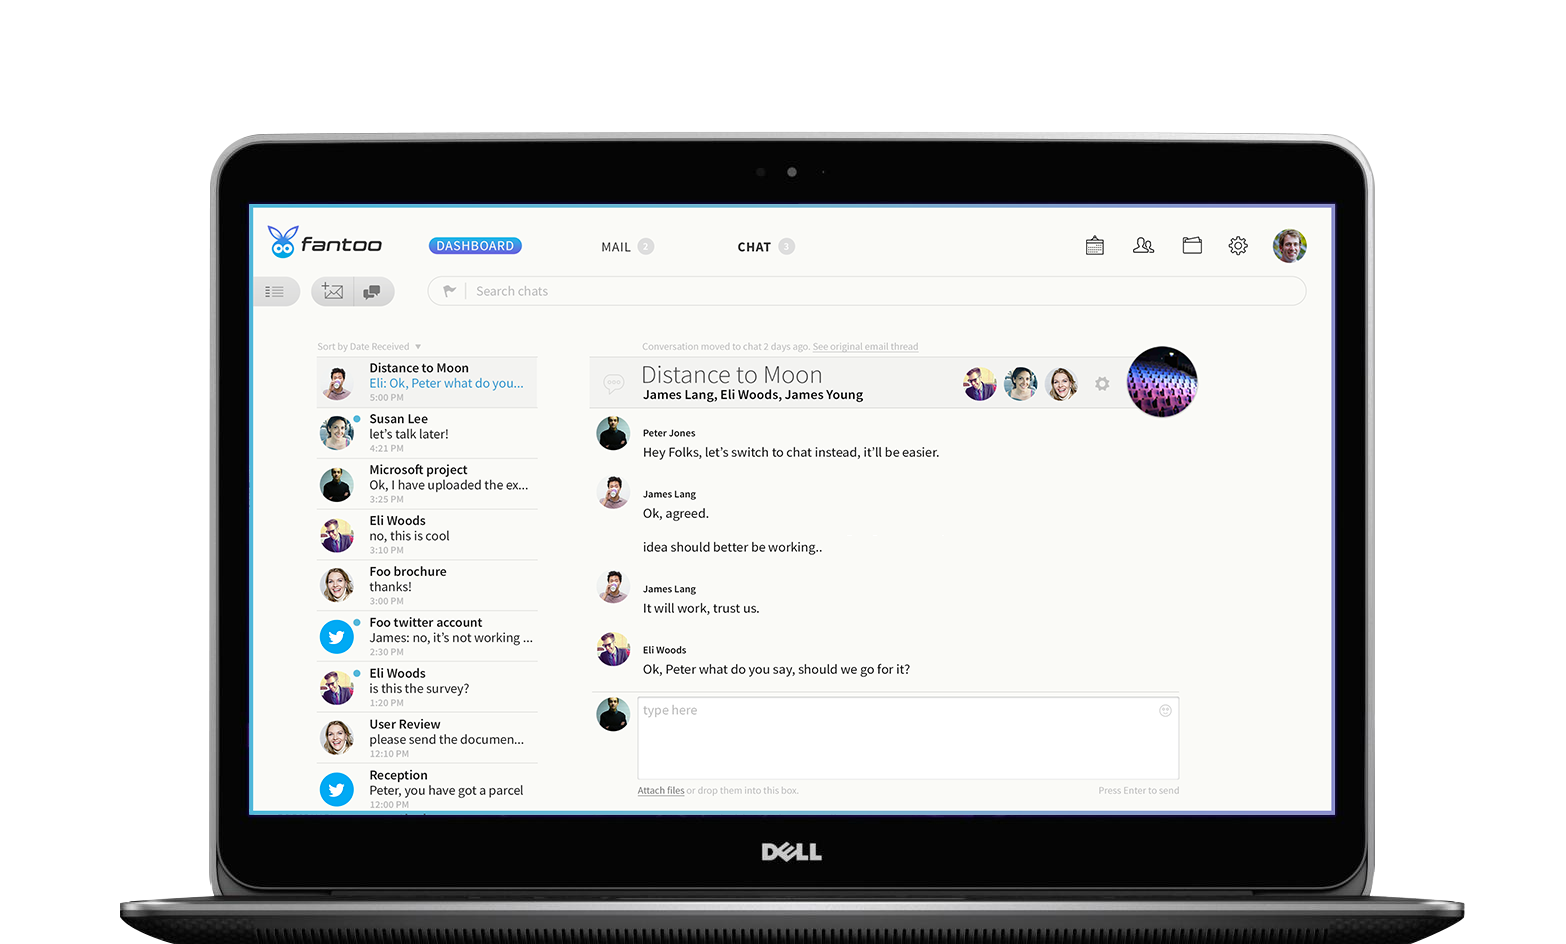 fantoo
DASHBOARD
MAIL 2
CHAT 3
Search chats
Sort by Date Received ▼
Distance to Moon
Eli: Ok, Peter what do you...
5:00 PM
Susan Lee
let's talk later!
4:21 PM
Microsoft project
Ok, I have uploaded the ex...
3:25 PM
Eli Woods
no, this is cool
3:10 PM
Foo brochure
thanks!
3:00 PM
Foo twitter account
James: no, it's not working ...
2:30 PM
Eli Woods
is this the survey?
1:20 PM
User Review
please send the documen...
12:10 PM
Reception
Peter, you have got a parcel
12:00 PM
Conversation moved to chat 2 days ago. See original email thread
Distance to Moon
James Lang, Eli Woods, James Young
Peter Jones
Hey Folks, let's switch to chat instead, it'll be easier.
James Lang
Ok, agreed.
idea should better be working..
James Lang
It will work, trust us.
Eli Woods
Ok, Peter what do you say, should we go for it?
type here
Attach files or drop them into this box.
Press Enter to send
DELL